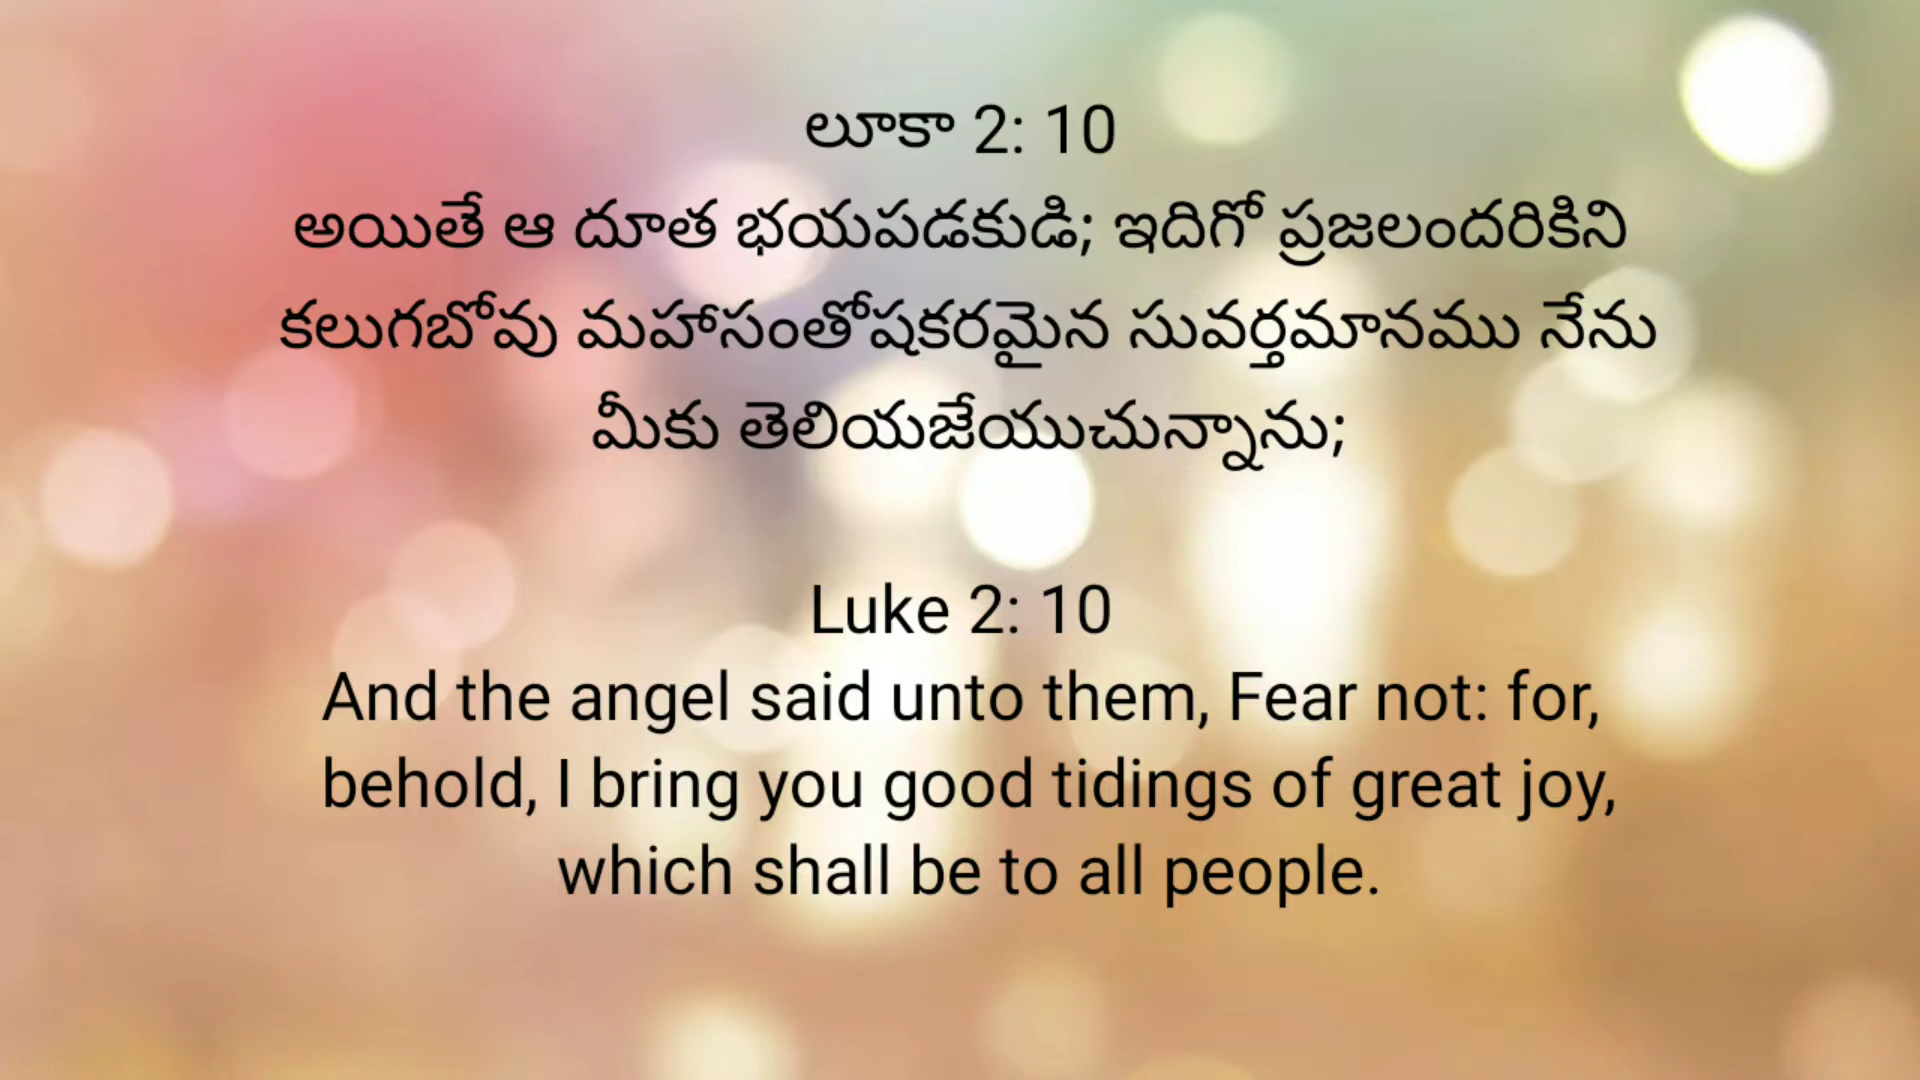 లూకా 2: 10
అయితే ఆ దూత భయపడకుడి; ఇదిగో ప్రజలందరికిని
కలుగబోవు మహాసంతోషకరమైన సువర్తమానము నేను
మీకు తెలియజేయుచున్నాను;
Luke 2: 10
And the angel said unto them, Fear not: for,
behold, I bring you good tidings of great joy,
which shall be to all people.